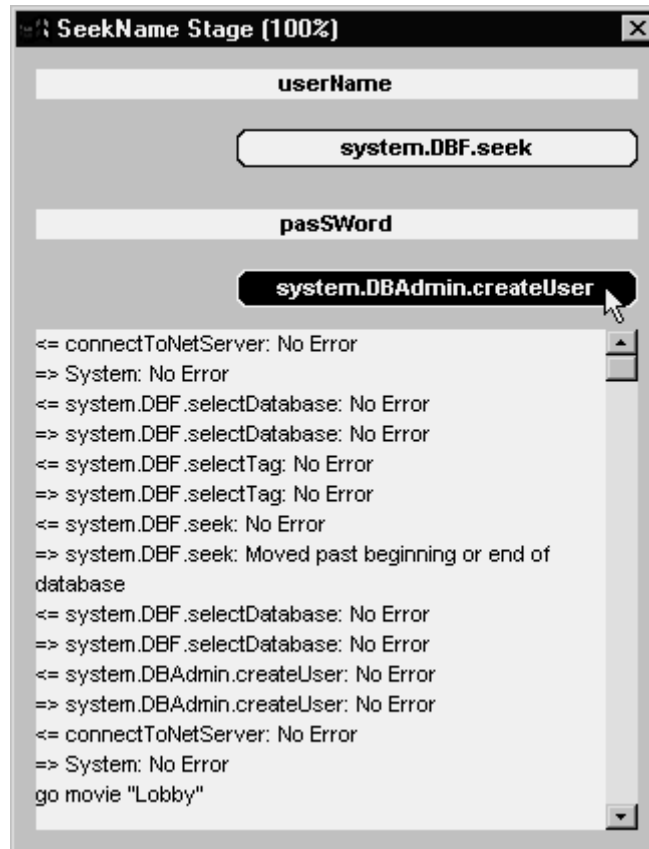 SeekName Stage (100%)
userName
system.DBF.seek
pasSWord
system.DBAdmin.createUser
<= connectToNetServer: No Error
=> System: No Error
<= system.DBF.selectDatabase: No Error
=> system.DBF.selectDatabase: No Error
<= system.DBF.selectTag: No Error
=> system.DBF.selectTag: No Error
<= system.DBF.seek: No Error
=> system.DBF.seek: Moved past beginning or end of
database
<= system.DBF.selectDatabase: No Error
=> system.DBF.selectDatabase: No Error
<= system.DBAdmin.createUser: No Error
=> system.DBAdmin.createUser: No Error
<= connectToNetServer: No Error
=> System: No Error
go movie "Lobby"